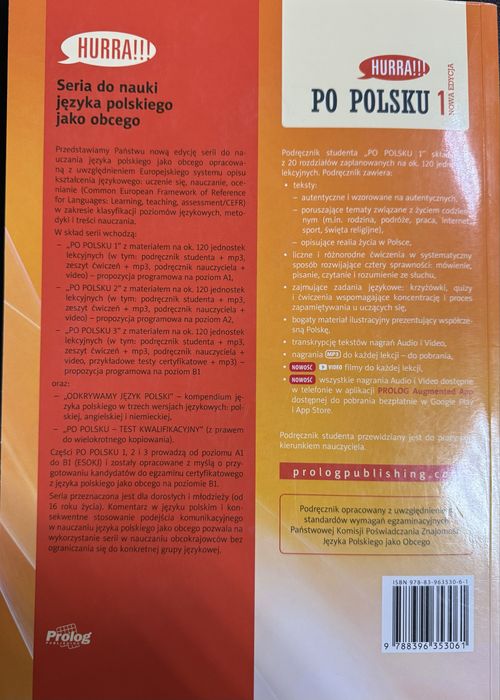 HURRA!!!
Seria do nauki
języka polskiego
jako obcego
Przedstawiamy Państwu nową edycję serii do na-
uczania języka polskiego jako obcego opracowa-
ną z uwzględnieniem Europejskiego systemu opisu
kształcenia językowego: uczenie się, nauczanie, oce-
nianie (Common European Framework of Reference
for Languages: Learning, teaching, assessment/CEFR)
w zakresie klasyfikacji poziomów językowych, meto-
dyki i treści nauczania.
W skład serii wchodzą:
– „PO POLSKU 1” z materiałem na ok. 120 jednostek
lekcyjnych (w tym: podręcznik studenta + mp3,
zeszyt ćwiczeń + mp3, podręcznik nauczyciela +
video) – propozycja programowa na poziom A1,
– „PO POLSKU 2” z materiałem na ok. 120 jednostek
lekcyjnych (w tym: podręcznik studenta + mp3,
zeszyt ćwiczeń + mp3, podręcznik nauczyciela +
video) – propozycja programowa na poziom A2,
– „PO POLSKU 3” z materiałem na ok. 120 jednostek
lekcyjnych (w tym: podręcznik studenta + mp3,
zeszyt ćwiczeń + mp3, podręcznik nauczyciela +
video, przykładowe testy certyfikatowe + mp3) –
propozycja programowa na poziom B1
oraz:
– „ODKRYWAMY JĘZYK POLSKI” – kompendium ję-
zyka polskiego w trzech wersjach językowych: pol-
skiej, angielskiej i niemieckiej,
– „PO POLSKU – TEST KWALIFIKACYJNY” (z prawem
do wielokrotnego kopiowania).
Części PO POLSKU 1, 2 i 3 prowadzą od poziomu A1
do B1 (ESOKJ) i zostały opracowane z myślą o przy-
gotowaniu kandydatów do egzaminu certyfikatowego
z języka polskiego jako obcego na poziomie B1.
Seria przeznaczona jest dla dorosłych i młodzieży (od
16 roku życia). Komentarz w języku polskim i kon-
sekwentne stosowanie podejścia komunikacyjnego
w nauczaniu języka polskiego jako obcego pozwala na
wykorzystanie serii w nauczaniu obcokrajowców bez
ograniczania się do konkretnej grupy językowej.
Prolog
PUBLISHING
HURRA!!!
PO POLSKU 1
NOWA EDYCJA
Podręcznik studenta „PO POLSKU 1”
z 20 rozdziałów zaplanowanych na ok. 120
lekcyjnych. Podręcznik zawiera:
• teksty:
– autentyczne i wzorowane na autentycznych,
– poruszające tematy związane z życiem
nym (m.in. rodzina, podróże, praca, Internet,
sport, święta religijne),
– opisujące realia życia w Polsce,
• liczne i różnorodne ćwiczenia w systematyczny
sposób rozwijające cztery sprawności: mówienie,
pisanie, czytanie i rozumienie ze słuchu,
• zajmujące zadania językowe: krzyżówki, quizy
i ćwiczenia wspomagające koncentrację i proces
zapamiętywania u uczących się,
• bogaty materiał ilustracyjny prezentujący współcze-
sną Polskę,
• transkrypcję tekstów nagrań Audio i Video,
• nagrania MP3 do każdej lekcji – do pobrania,
• NOWOŚĆ VIDEO filmy do każdej lekcji,
• NOWOŚĆ wszystkie nagrania Audio i Video dostępne
w telefonie w aplikacji PROLOG Augmented App
dostępnej do pobrania bezpłatnie w Google Play
i App Store.
Podręcznik studenta przewidziany jest do pracy pod
kierunkiem nauczyciela.
prologpublishing.com
Podręcznik opracowany z uwzględnieniem
standardów wymagań egzaminacyjnych
Państwowej Komisji Poświadczania Znajomości
Języka Polskiego jako Obcego
ISBN 978-83-963530-6-1
9 788396 353061